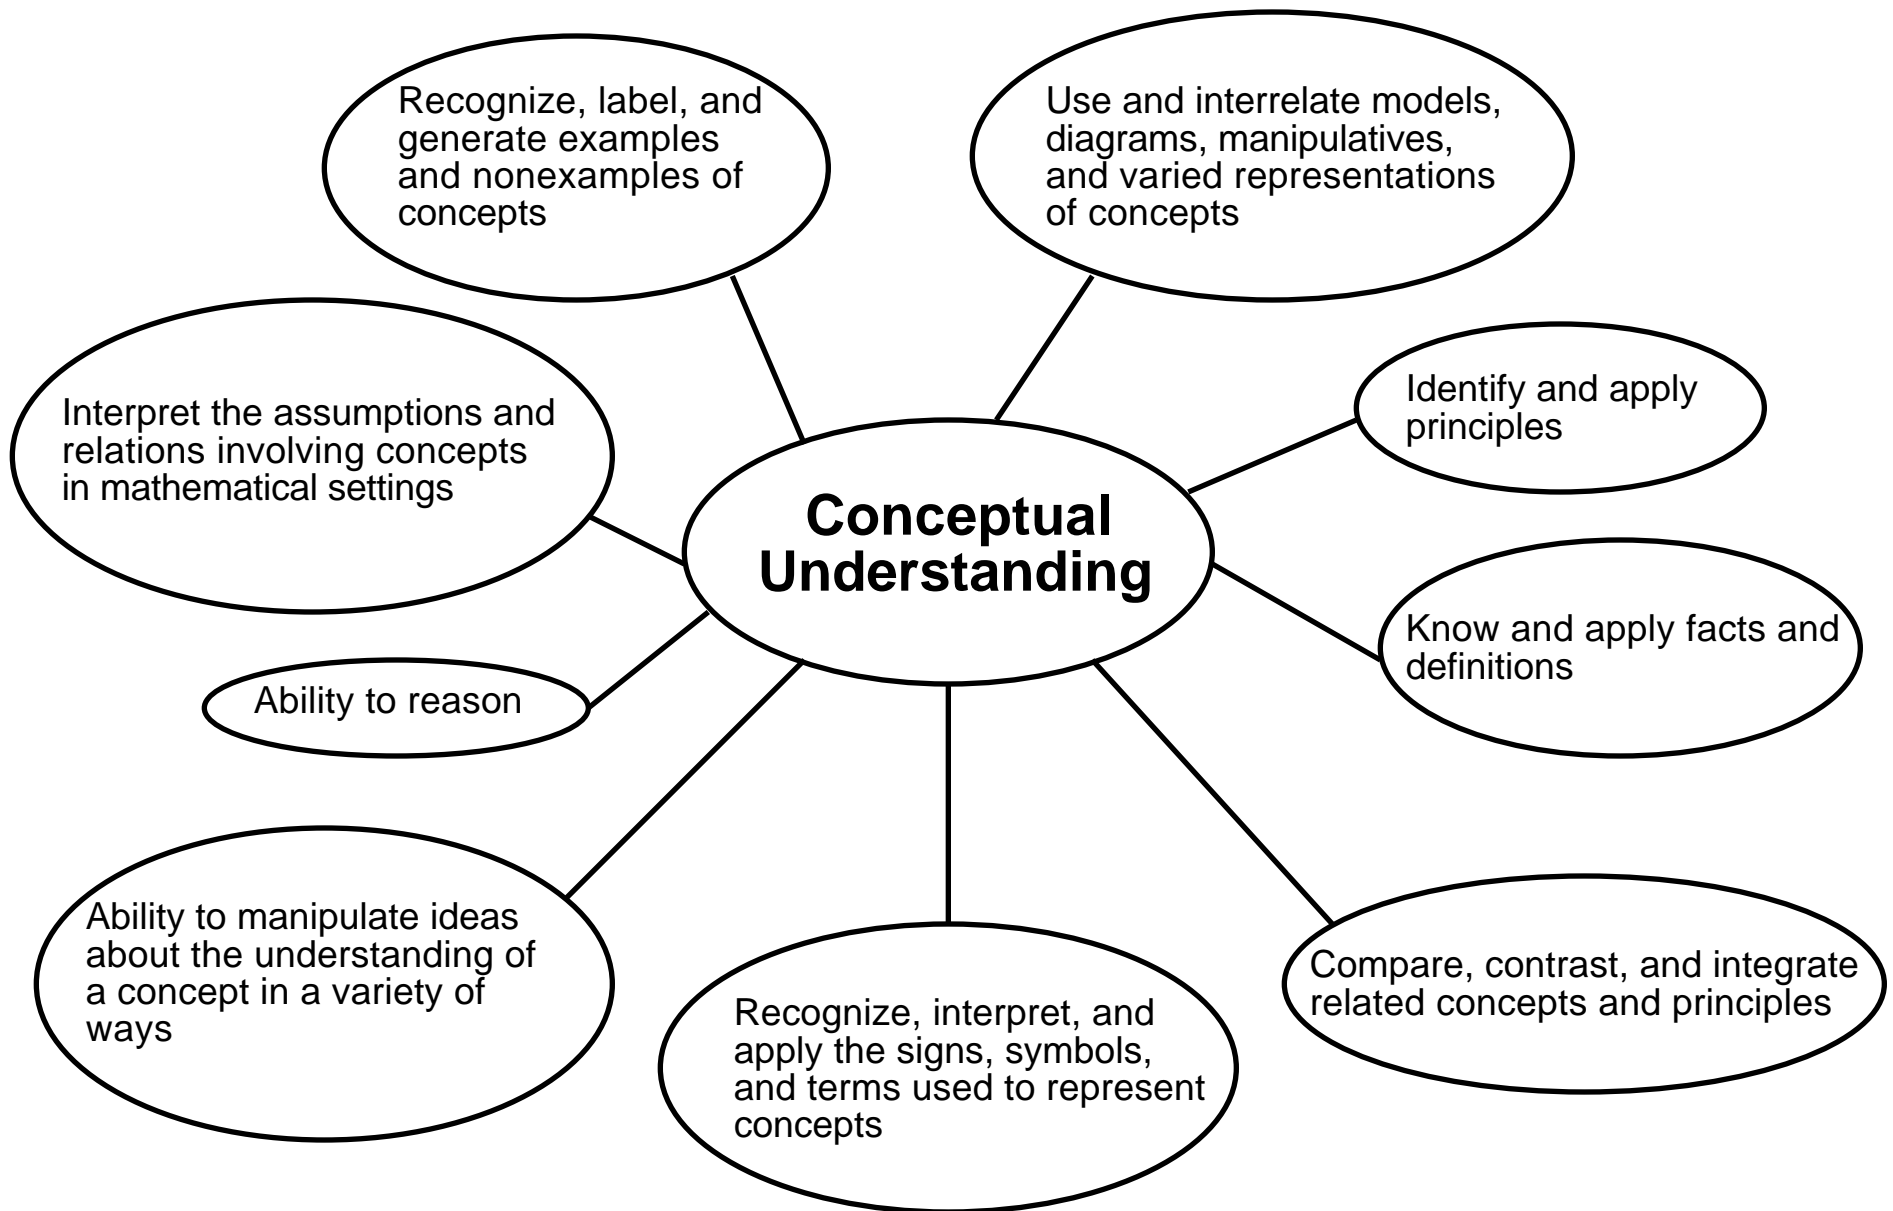 Recognize, label, and
generate examples
and nonexamples of
concepts
Use and interrelate models,
diagrams, manipulatives,
and varied representations
of concepts
Interpret the assumptions and
relations involving concepts
in mathematical settings
Identify and apply
principles
Conceptual
Understanding
Know and apply facts and
definitions
Ability to reason
Ability to manipulate ideas
about the understanding of
a concept in a variety of
ways
Recognize, interpret, and
apply the signs, symbols,
and terms used to represent
concepts
Compare, contrast, and integrate
related concepts and principles